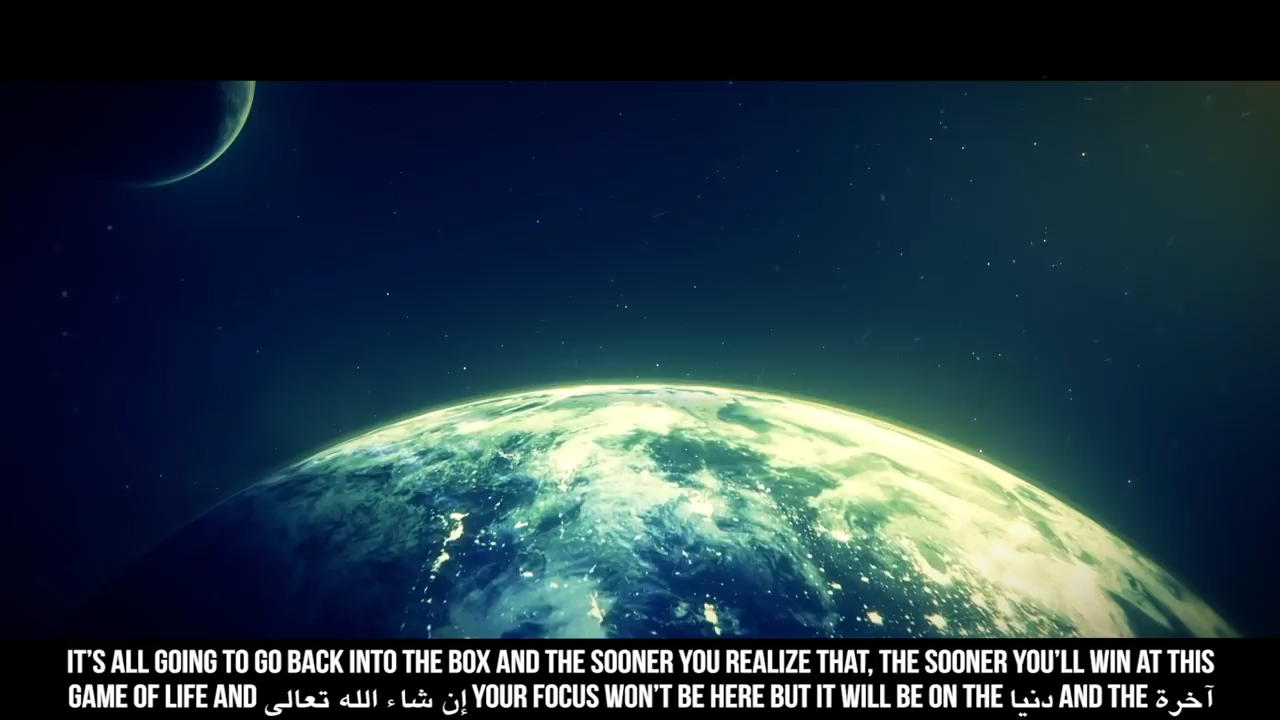 IT'S ALL GOING TO GO BACK INTO THE BOX AND THE SOONER YOU REALIZE THAT, THE SOONER YOU'LL WIN AT THIS
GAME OF LIFE AND إن شاء الله تعالى YOUR FOCUS WON'T BE HERE BUT IT WILL BE ON THE دنيا AND THE آخرة